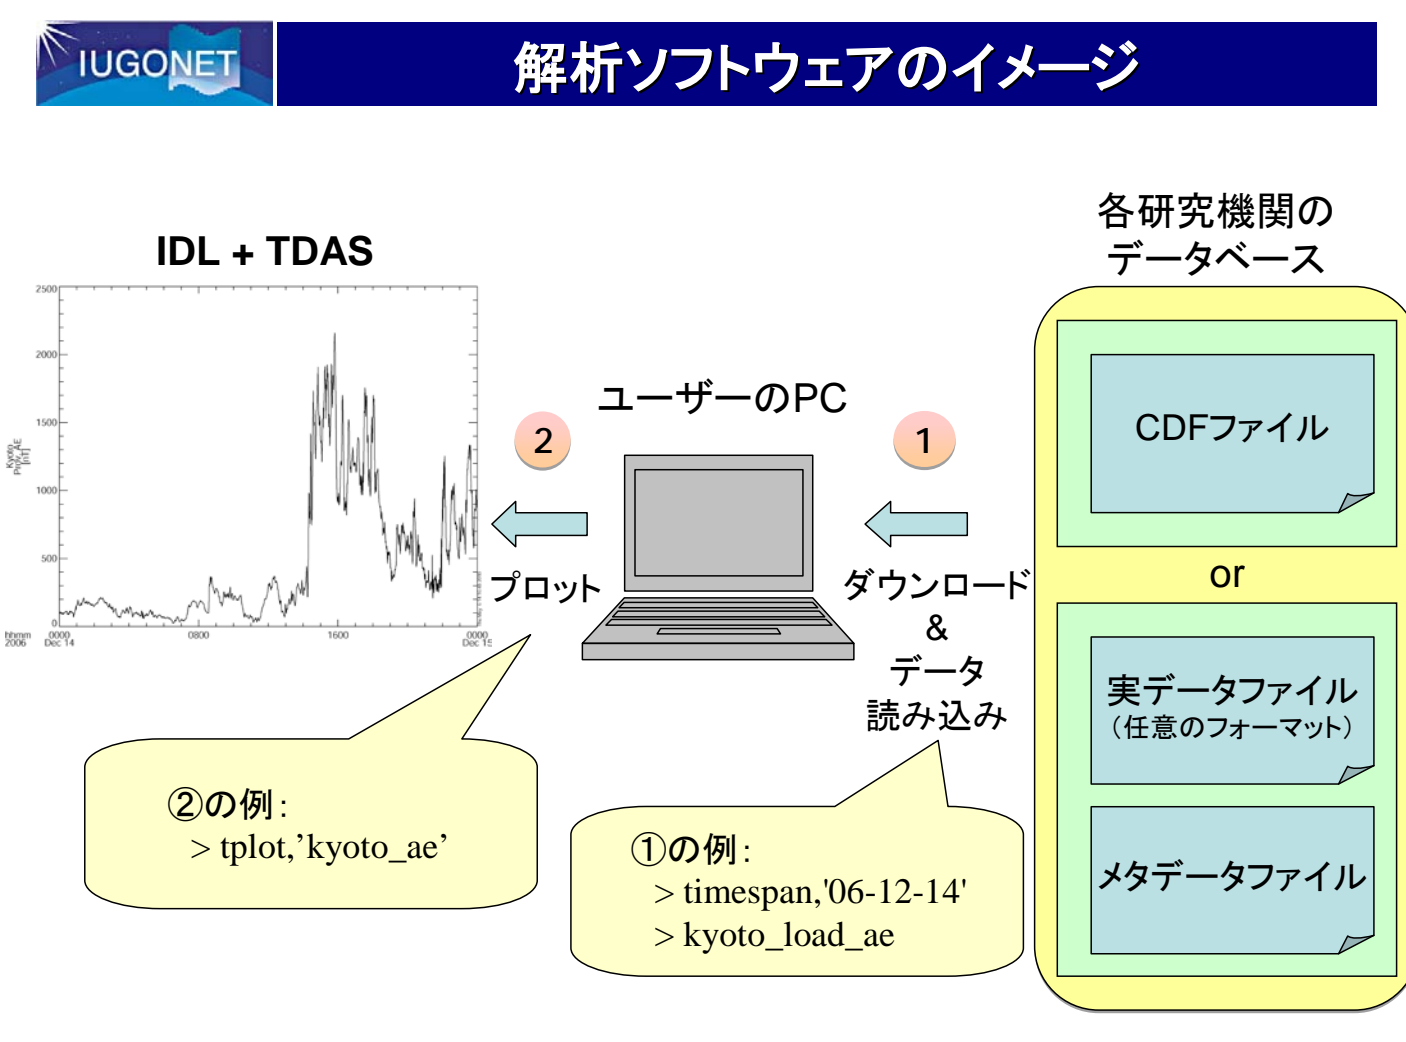 IUGONET
解析ソフトウェアのイメージ
各研究機関の
データベース
IDL + TDAS
2500
2000
1500
1000
500
0
Kyoto
Prov. AE
[nT]
hhmm
2006
0000
Dec 14
0800
1600
0000
Dec 15
2
プロット
ユーザーのPC
1
ダウンロード
&
データ
読み込み
CDFファイル
or
実データファイル
（任意のフォーマット）
メタデータファイル
②の例：
> tplot,’kyoto_ae’
①の例：
> timespan,'06-12-14'
> kyoto_load_ae